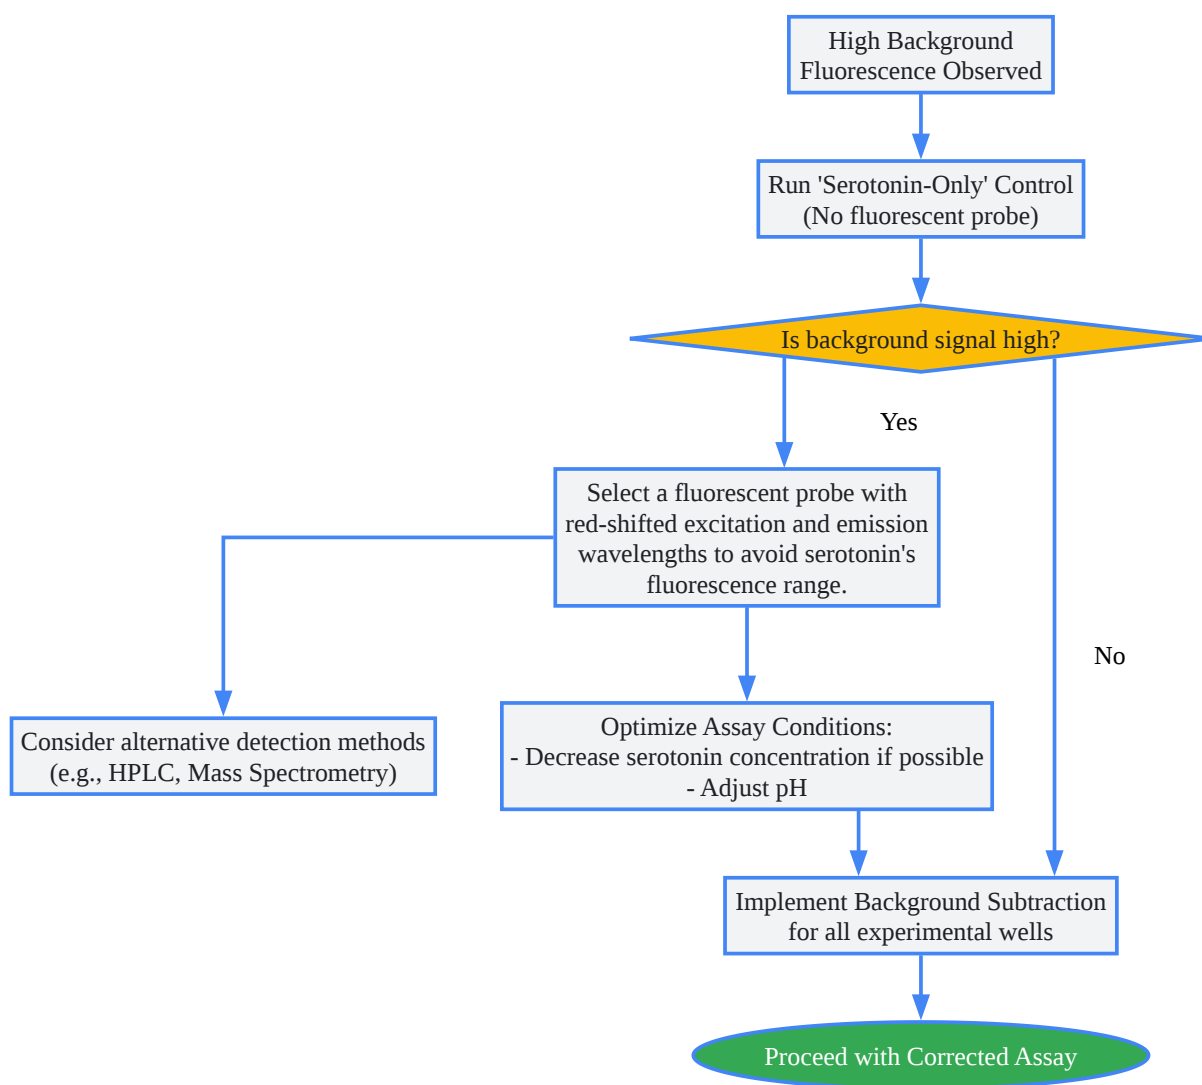 High Background
Fluorescence Observed
Run 'Serotonin-Only' Control
(No fluorescent probe)
Is background signal high?
Yes
Select a fluorescent probe with
red-shifted excitation and emission
wavelengths to avoid serotonin's
fluorescence range.
No
Consider alternative detection methods
(e.g., HPLC, Mass Spectrometry)
Optimize Assay Conditions:
- Decrease serotonin concentration if possible
- Adjust pH
Implement Background Subtraction
for all experimental wells
Proceed with Corrected Assay